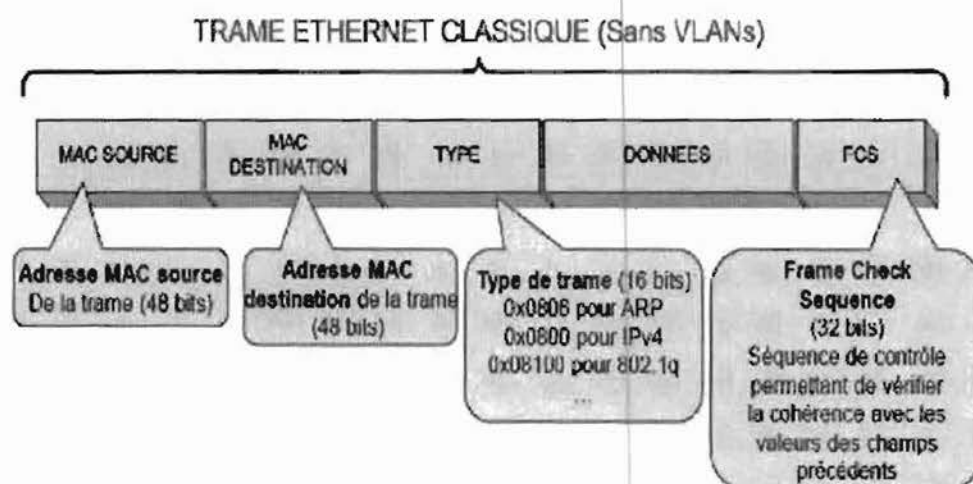 TRAME ETHERNET CLASSIQUE (Sans VLANs)
MAC SOURCE
MAC
DESTINATION
TYPE
DONNEES
FCS
Adresse MAC source
De la trame (48 bits)
Adresse MAC
destination de la trame
(48 bits)
Type de trame (16 bits)
0x0806 pour ARP
0x0800 pour IPv4
0x08100 pour 802.1q
...
Frame Check
Sequence
(32 bits)
Séquence de contrôle
permettant de vérifier
la cohérence avec les
valeurs des champs
précédents